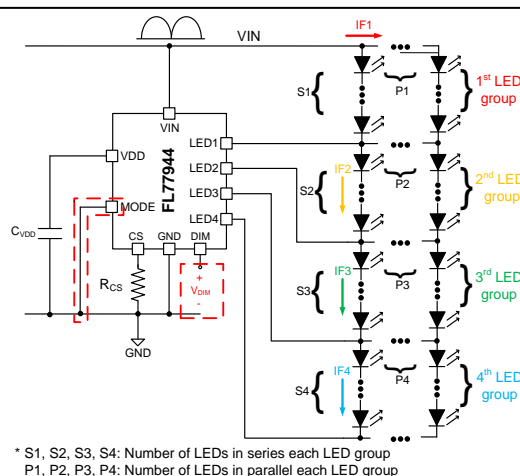 IF1
VIN
S1
P1
1st LED
group
VIN
LED1
VDD
LED2
P2
FL77944
S2
IF2
2nd LED
group
LED3
MODE
LED4
CVDD
CS
GND
DIM
RCS
+
VDIM
-
S3
IF3
P3
3rd LED
group
GND
S4
IF4
P4
4th LED
group
* S1, S2, S3, S4: Number of LEDs in series each LED group
P1, P2, P3, P4: Number of LEDs in parallel each LED group